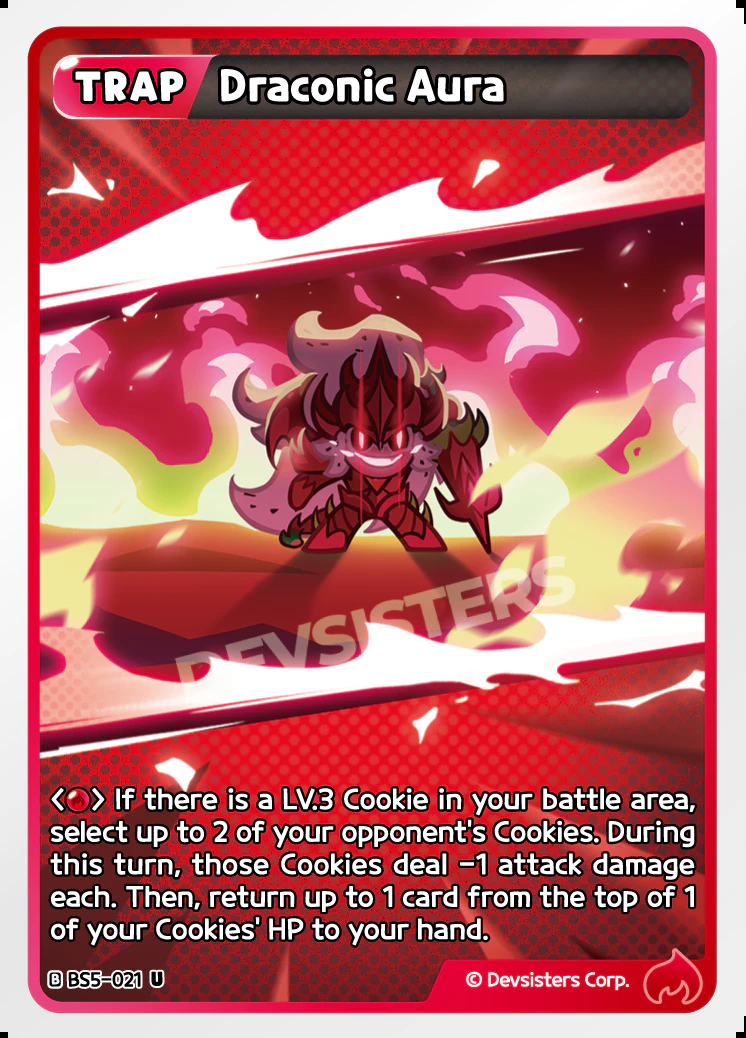 TRAP Draconic Aura
DEVSISTERS
<> If there is a LV.3 Cookie in your battle area,
select up to 2 of your opponent's Cookies. During
this turn, those Cookies deal -1 attack damage
each. Then, return up to 1 card from the top of 1
of your Cookies' HP to your hand.
B BS5-021 U
© Devsisters Corp.